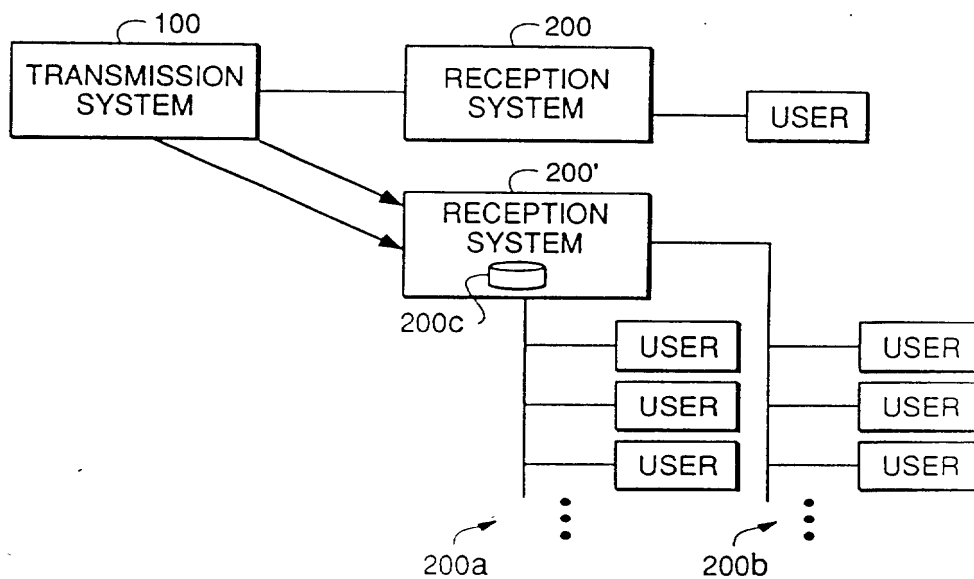 100
TRANSMISSION
SYSTEM
200
RECEPTION
SYSTEM
USER
200'
RECEPTION
SYSTEM
200c
USER
USER
USER
USER
USER
USER
200a
200b